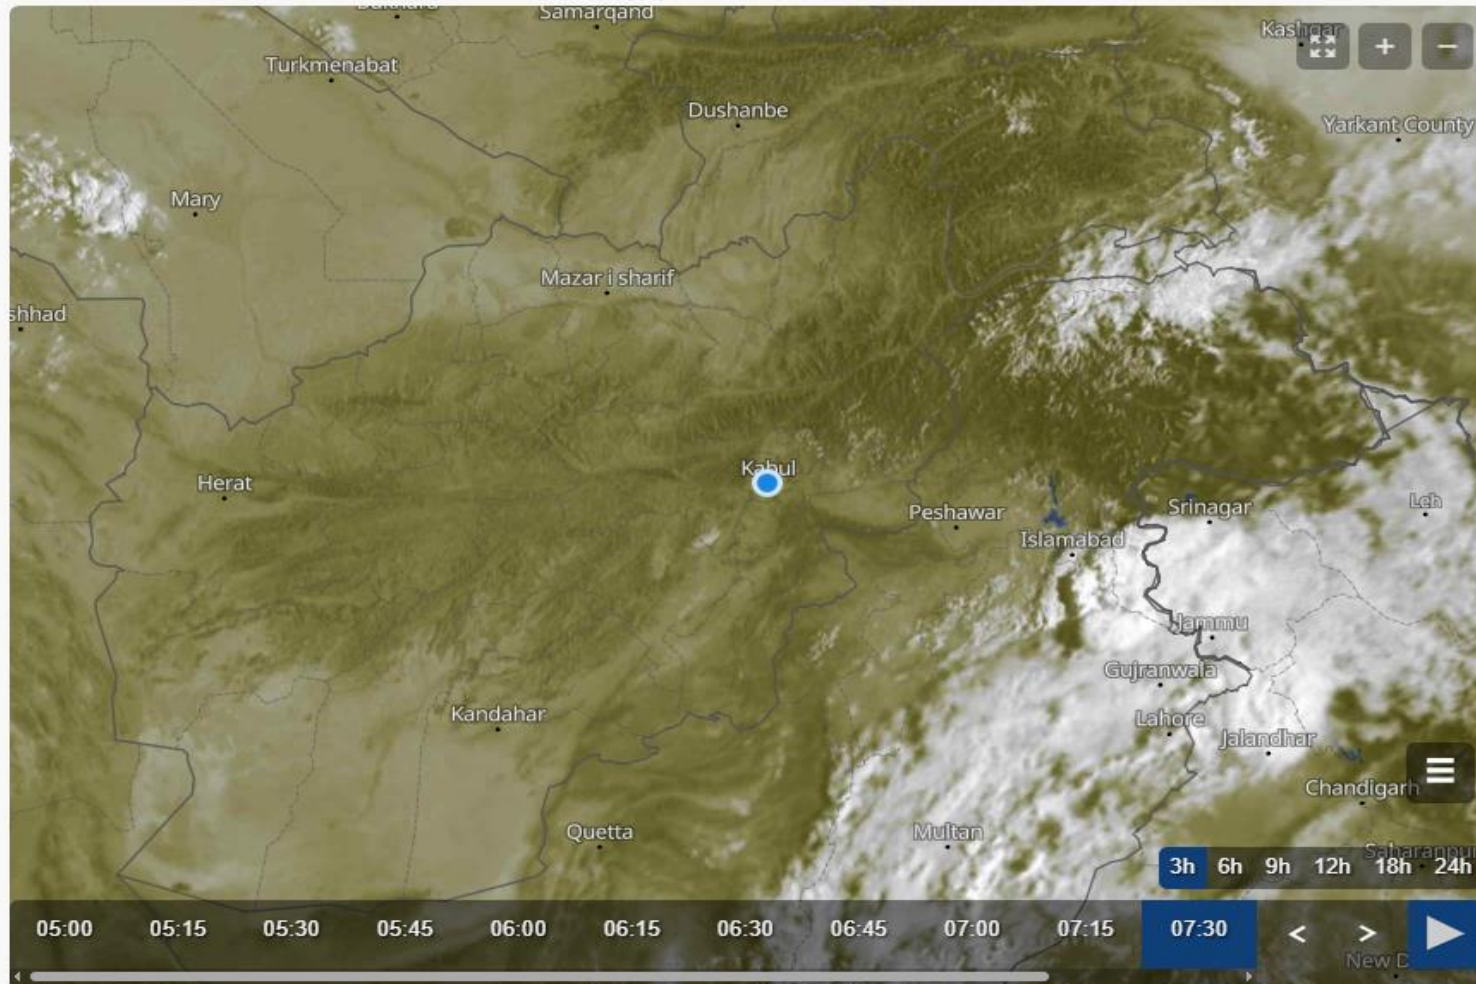 Samarqand
Kashgar
Turkmenabat
Dushanbe
Yarkant County
Mary
Mazar i sharif
shhad
Kabul
Herat
Peshawar
Srinagar
Leh
Islamabad
Jammu
Gujranwala
Kandahar
Lahore
Jalandhar
Chandigarh
Quetta
Multan
Saharanpur
3h 6h 9h 12h 18h 24h
05:00 05:15 05:30 05:45 06:00 06:15 06:30 06:45 07:00 07:15 07:30 < >
New D